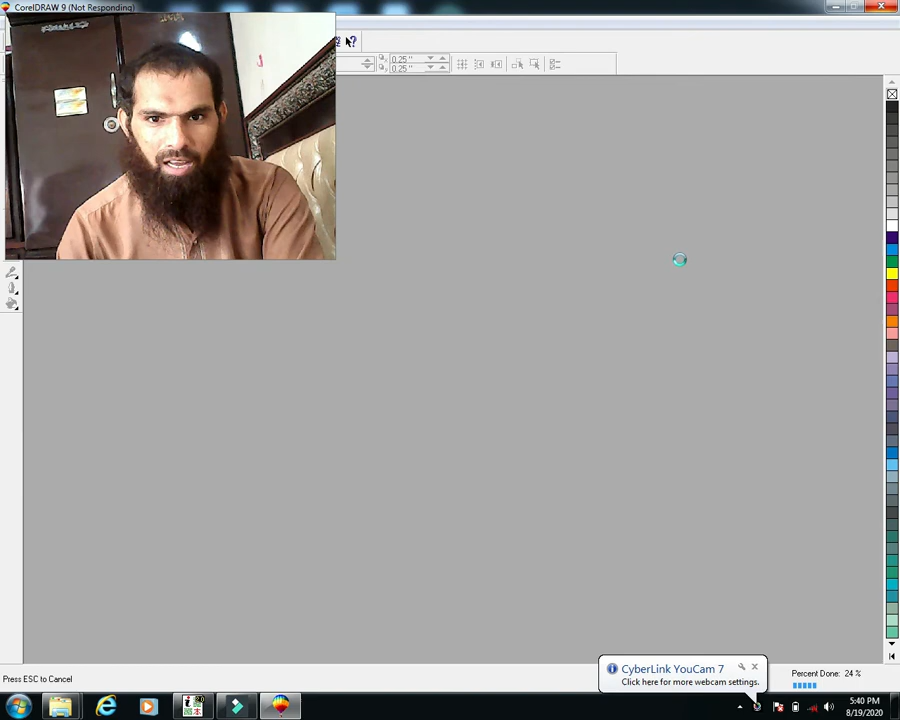 CorelDRAW 9 (Not Responding)
0.25 "
0.25 "
CyberLink YouCam 7
Click here for more webcam settings.
Press ESC to Cancel
Percent Done: 24 %
5:40 PM
8/19/2020